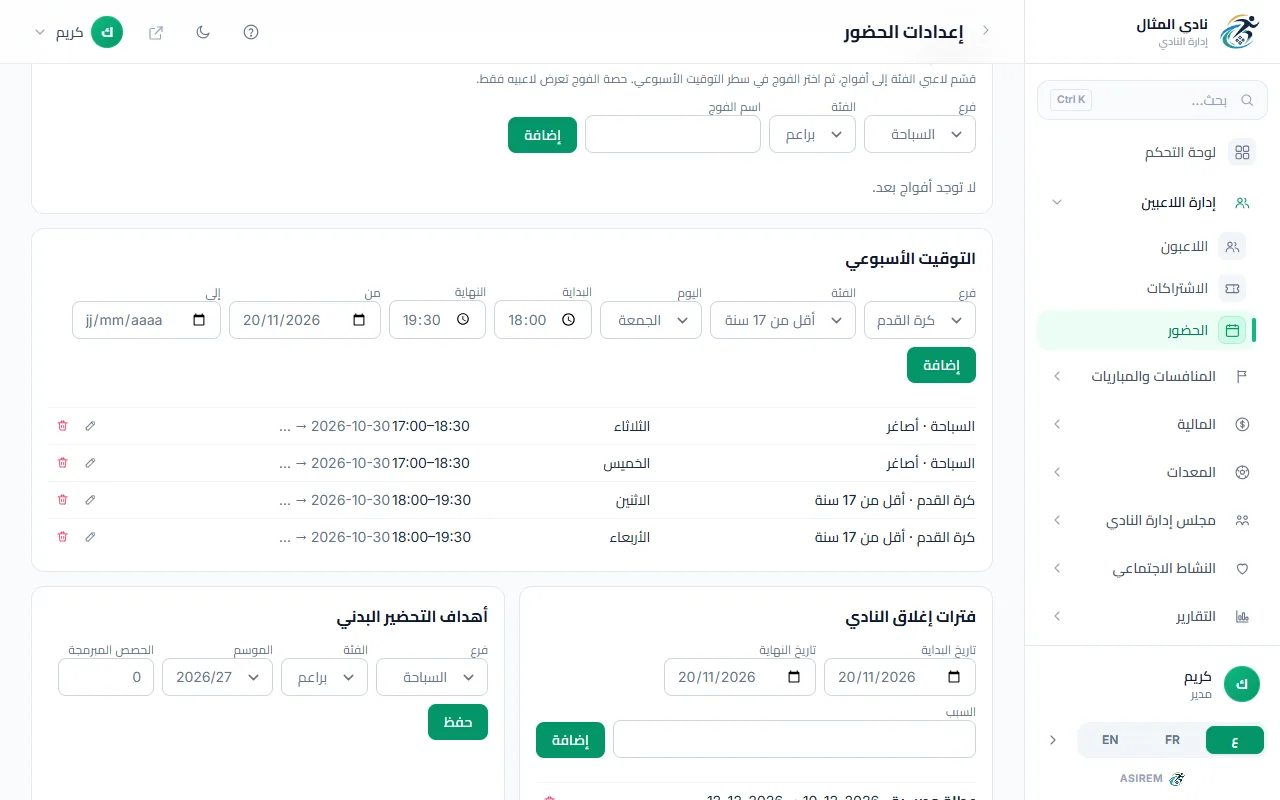 نادي المثال
إدارة النادي
بحث...
Ctrl K
لوحة التحكم
إدارة اللاعبين
اللاعبون
الاشتراكات
الحضور
المنافسات والمباريات
المالية
المعدات
مجلس إدارة النادي
النشاط الاجتماعي
التقارير
ك
كريم
مدير
ع
FR
EN
ASIREM
إعدادات الحضور
ك
كريم
قسّم لاعبي الفئة إلى أفواج، ثم اختر الفوج في سطر التوقيت الأسبوعي. حصة الفوج تعرض لاعبيه فقط.
فرع الفئة اسم الفوج
السباحة براعم إضافة
لا توجد أفواج بعد.
التوقيت الأسبوعي
فرع الفئة اليوم البداية النهاية من إلى
كرة القدم أقل من 17 سنة الجمعة 18:00 19:30 20/11/2026 jj/mm/aaaa
إضافة
السباحة · أصاغر الثلاثاء 17:00–18:30 2026-10-30 → ...
السباحة · أصاغر الخميس 17:00–18:30 2026-10-30 → ...
كرة القدم · أقل من 17 سنة الاثنين 18:00–19:30 2026-10-30 → ...
كرة القدم · أقل من 17 سنة الأربعاء 18:00–19:30 2026-10-30 → ...
فترات إغلاق النادي
تاريخ البداية تاريخ النهاية
20/11/2026 20/11/2026
السبب
إضافة
أهداف التحضير البدني
فرع الفئة الموسم الحصص المبرمجة
السباحة براعم 2026/27 0
حفظ